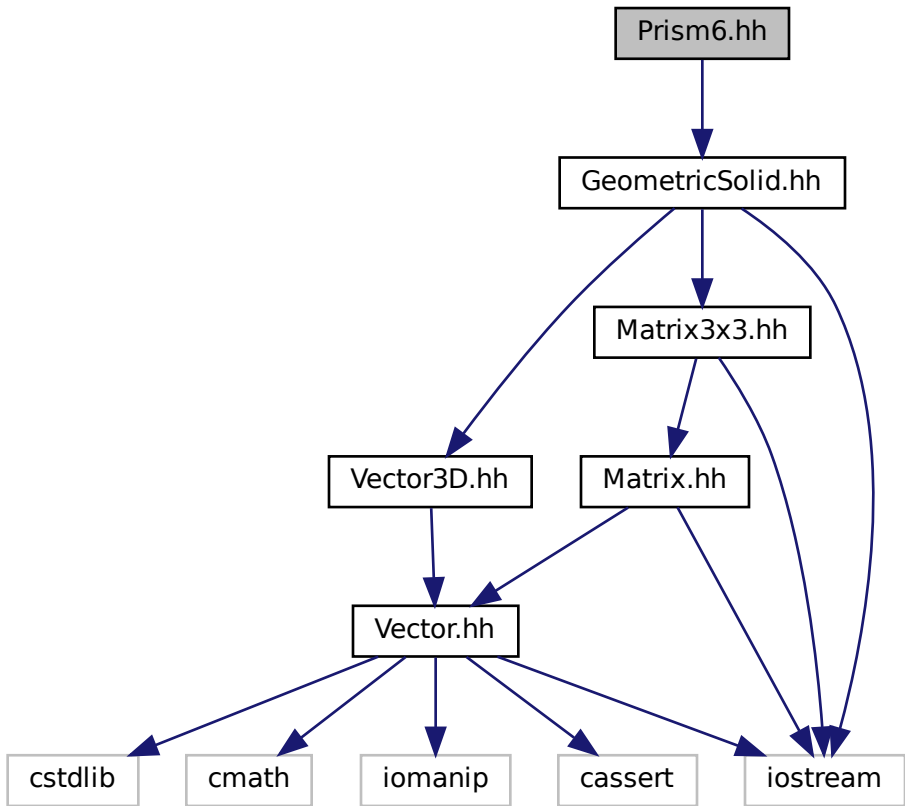 Prism6.hh
GeometricSolid.hh
Matrix3x3.hh
Vector3D.hh
Matrix.hh
Vector.hh
cstdlib
cmath
iomanip
cassert
iostream